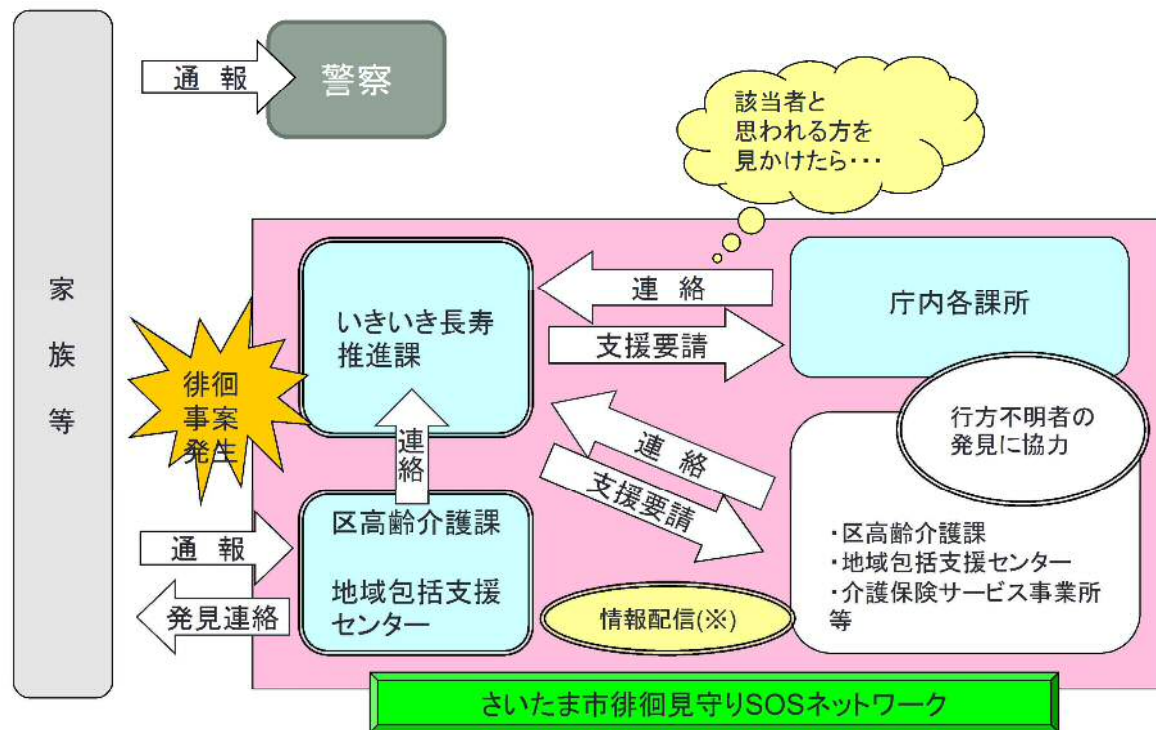 通 報
警察
該当者と
思われる方を
見かけたら・・・
家
族
等
徘徊
事案
発生
いきいき長寿
推進課
連 絡
支援要請
庁内各課所
行方不明者の
発見に協力
連絡
連 絡
支援要請
通 報
発見連絡
区高齢介護課
地域包括支援
センター
情報配信(※)
・区高齢介護課
・地域包括支援センター
・介護保険サービス事業所
等
さいたま市徘徊見守りSOSネットワーク